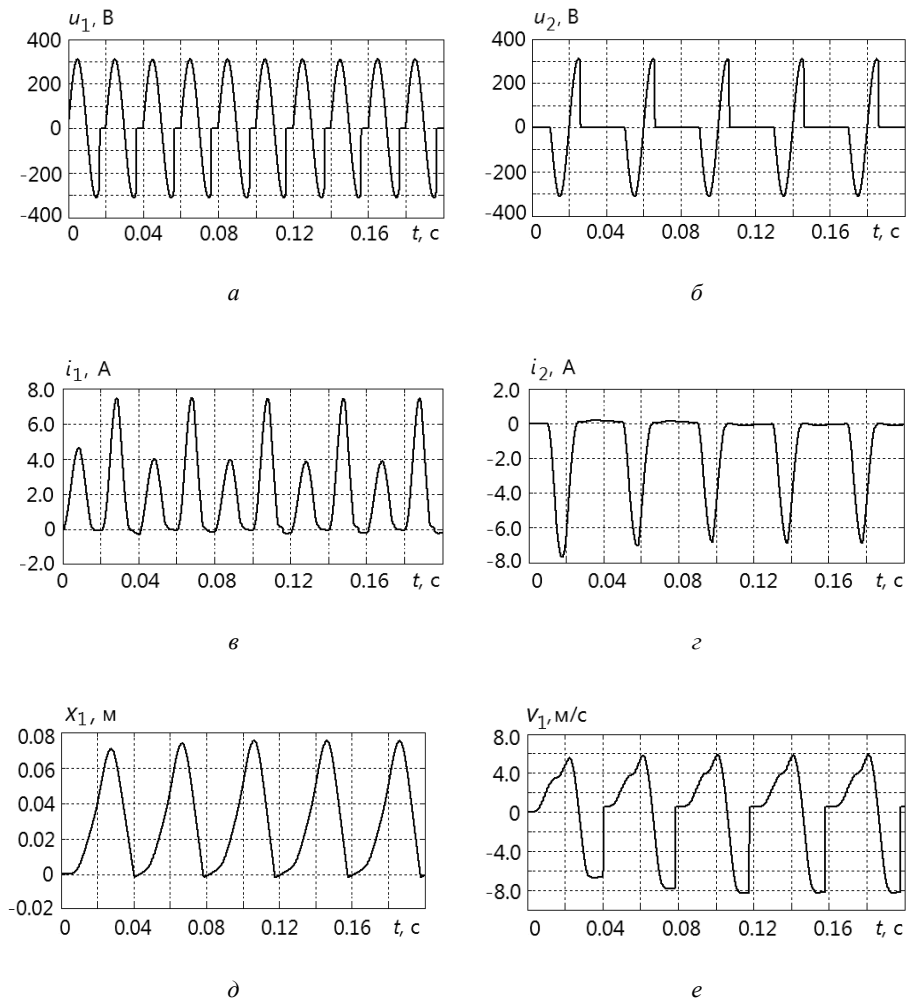 u1, В
400
200
0
-200
-400
0 0.04 0.08 0.12 0.16 t, с
а
u2, В
400
200
0
-200
-400
0 0.04 0.08 0.12 0.16 t, с
б
i1, А
8.0
6.0
4.0
2.0
0
-2.0
0 0.04 0.08 0.12 0.16 t, с
в
i2, А
2.0
0
-2.0
-4.0
-6.0
-8.0
0 0.04 0.08 0.12 0.16 t, с
г
x1, м
0.08
0.06
0.04
0.02
0
-0.02
0 0.04 0.08 0.12 0.16 t, с
д
v1, м/с
8.0
4.0
0
-4.0
-8.0
0 0.04 0.08 0.12 0.16 t, с
е